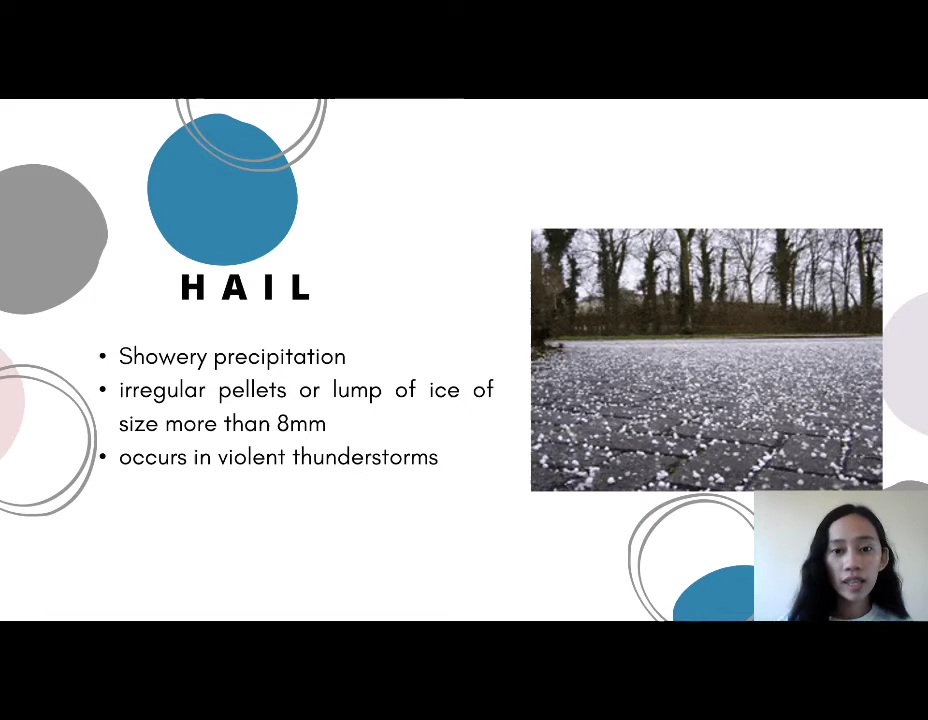 HAIL
• Showery precipitation
• irregular pellets or lump of ice of
size more than 8mm
• occurs in violent thunderstorms